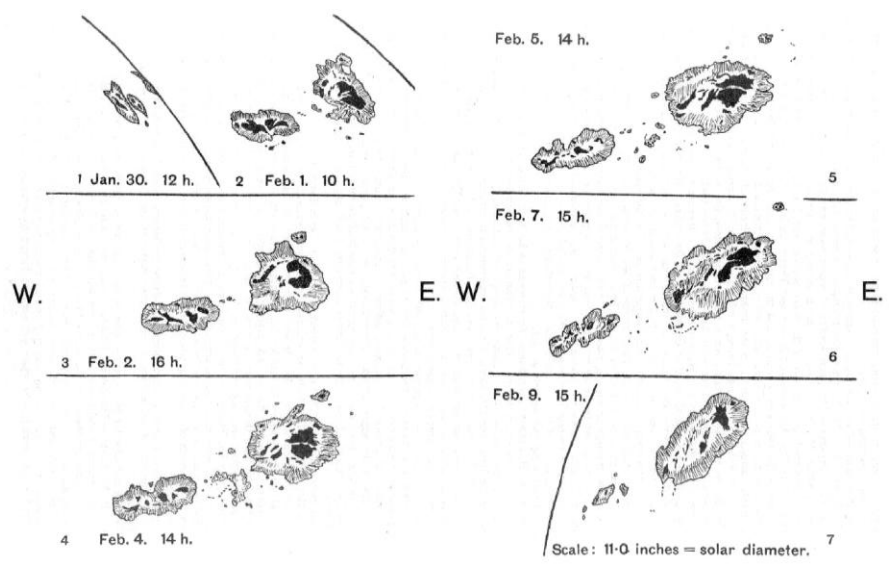 1 Jan. 30. 12 h.
2 Feb. 1. 10 h.
3 Feb. 2. 16 h.
4 Feb. 4. 14 h.
W.
E.
Feb. 5. 14 h.
5
Feb. 7. 15 h.
6
Feb. 9. 15 h.
Scale: 11·0 inches = solar diameter.
7
W.
E.